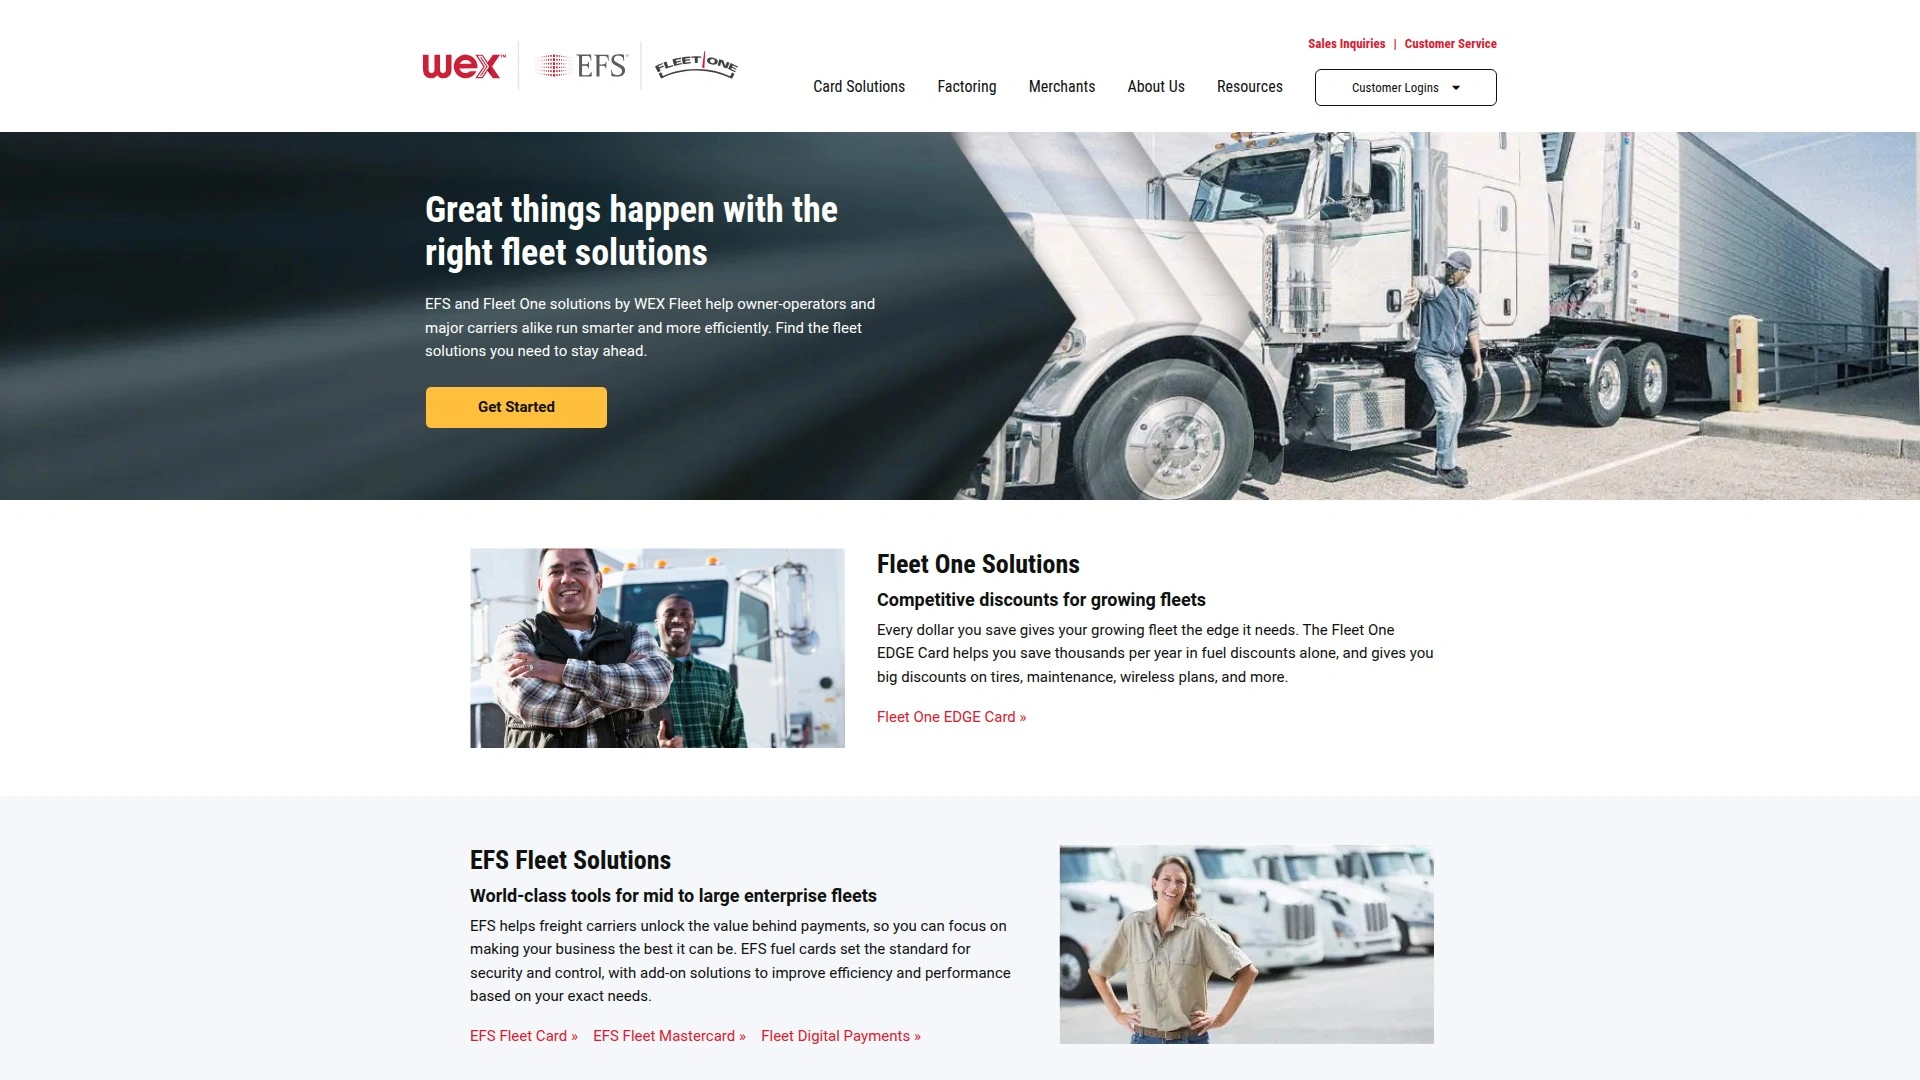 Sales Inquiries | Customer Service
wex EFS FLEET ONE
Card Solutions Factoring Merchants About Us Resources Customer Logins
Great things happen with the
right fleet solutions
EFS and Fleet One solutions by WEX Fleet help owner-operators and
major carriers alike run smarter and more efficiently. Find the fleet
solutions you need to stay ahead.
Get Started
Fleet One Solutions
Competitive discounts for growing fleets
Every dollar you save gives your growing fleet the edge it needs. The Fleet One
EDGE Card helps you save thousands per year in fuel discounts alone, and gives you
big discounts on tires, maintenance, wireless plans, and more.
Fleet One EDGE Card »
EFS Fleet Solutions
World-class tools for mid to large enterprise fleets
EFS helps freight carriers unlock the value behind payments, so you can focus on
making your business the best it can be. EFS fuel cards set the standard for
security and control, with add-on solutions to improve efficiency and performance
based on your exact needs.
EFS Fleet Card » EFS Fleet Mastercard » Fleet Digital Payments »